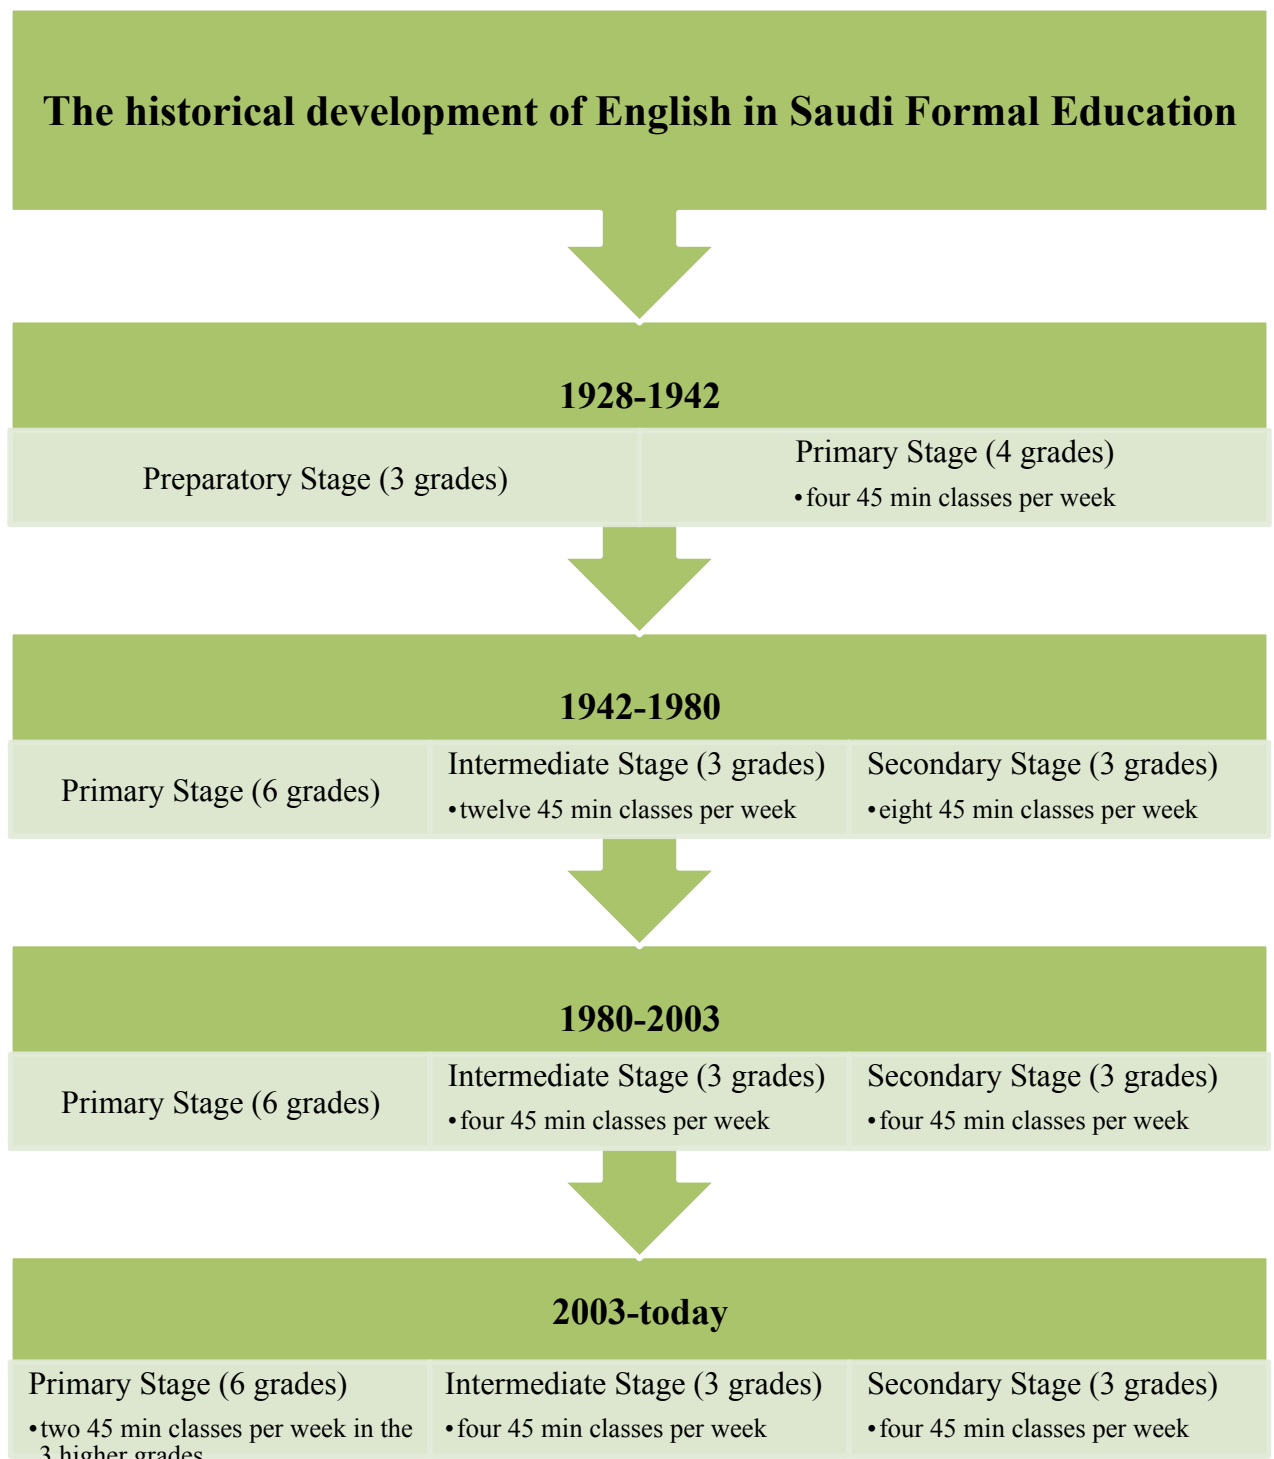 The historical development of English in Saudi Formal Education
1928-1942
Preparatory Stage (3 grades)
Primary Stage (4 grades)
•four 45 min classes per week
1942-1980
Primary Stage (6 grades)
Intermediate Stage (3 grades)
•twelve 45 min classes per week
Secondary Stage (3 grades)
•eight 45 min classes per week
1980-2003
Primary Stage (6 grades)
Intermediate Stage (3 grades)
•four 45 min classes per week
Secondary Stage (3 grades)
•four 45 min classes per week
2003-today
Primary Stage (6 grades)
•two 45 min classes per week in the
3 higher grades
Intermediate Stage (3 grades)
•four 45 min classes per week
Secondary Stage (3 grades)
•four 45 min classes per week